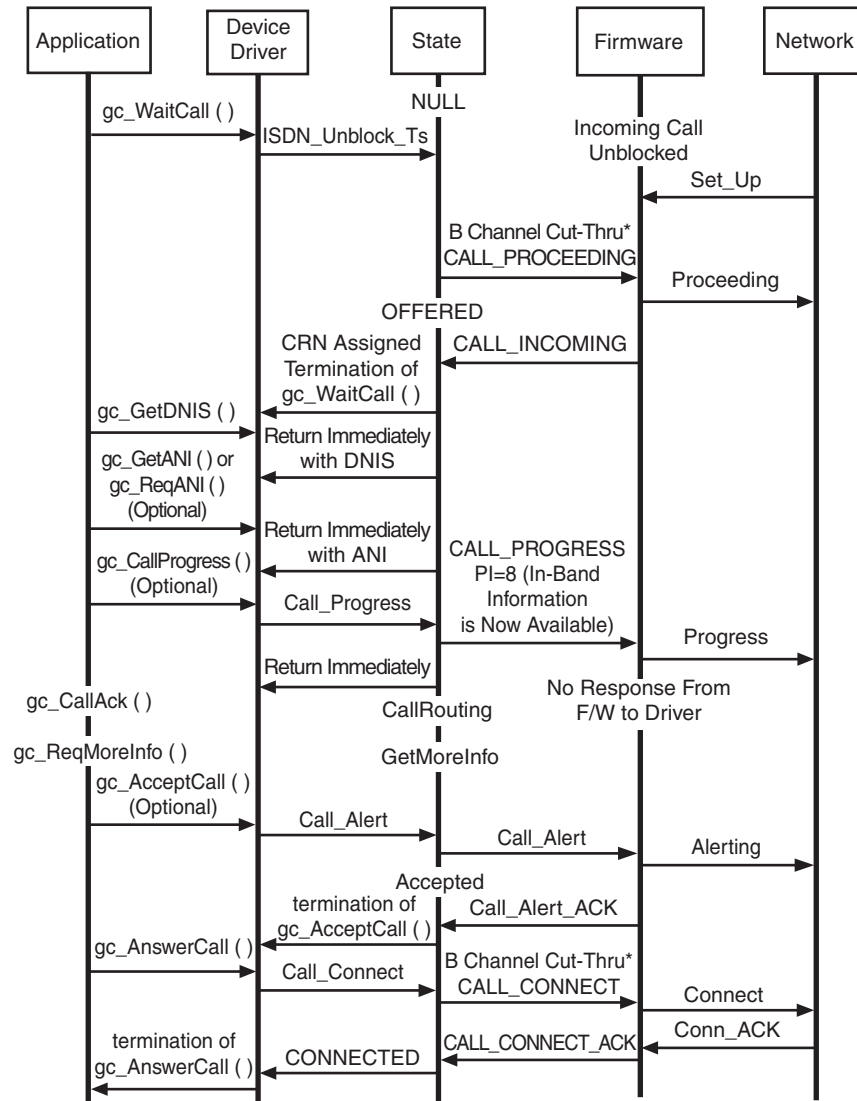 Application
Device
Driver
State
Firmware
Network
NULL
gc_WaitCall ( )
ISDN_Unblock_Ts
Incoming Call
Unblocked
Set_Up
B Channel Cut-Thru*
CALL_PROCEEDING
Proceeding
OFFERED
CRN Assigned
Termination of
gc_WaitCall ( )
CALL_INCOMING
gc_GetDNIS ( )
Return Immediately
with DNIS
gc_GetANI ( ) or
gc_ReqANI ( )
(Optional)
Return Immediately
with ANI
gc_CallProgress ( )
(Optional)
Call_Progress
CALL_PROGRESS
PI=8 (In-Band
Information
is Now Available)
Progress
Return Immediately
No Response From
F/W to Driver
gc_CallAck ( )
CallRouting
gc_ReqMoreInfo ( )
GetMoreInfo
gc_AcceptCall ( )
(Optional)
Call_Alert
Call_Alert
Alerting
Accepted
termination of
gc_AcceptCall ( )
Call_Alert_ACK
gc_AnswerCall ( )
Call_Connect
B Channel Cut-Thru*
CALL_CONNECT
Connect
Conn_ACK
CALL_CONNECT_ACK
CONNECTED
termination of
gc_AnswerCall ( )